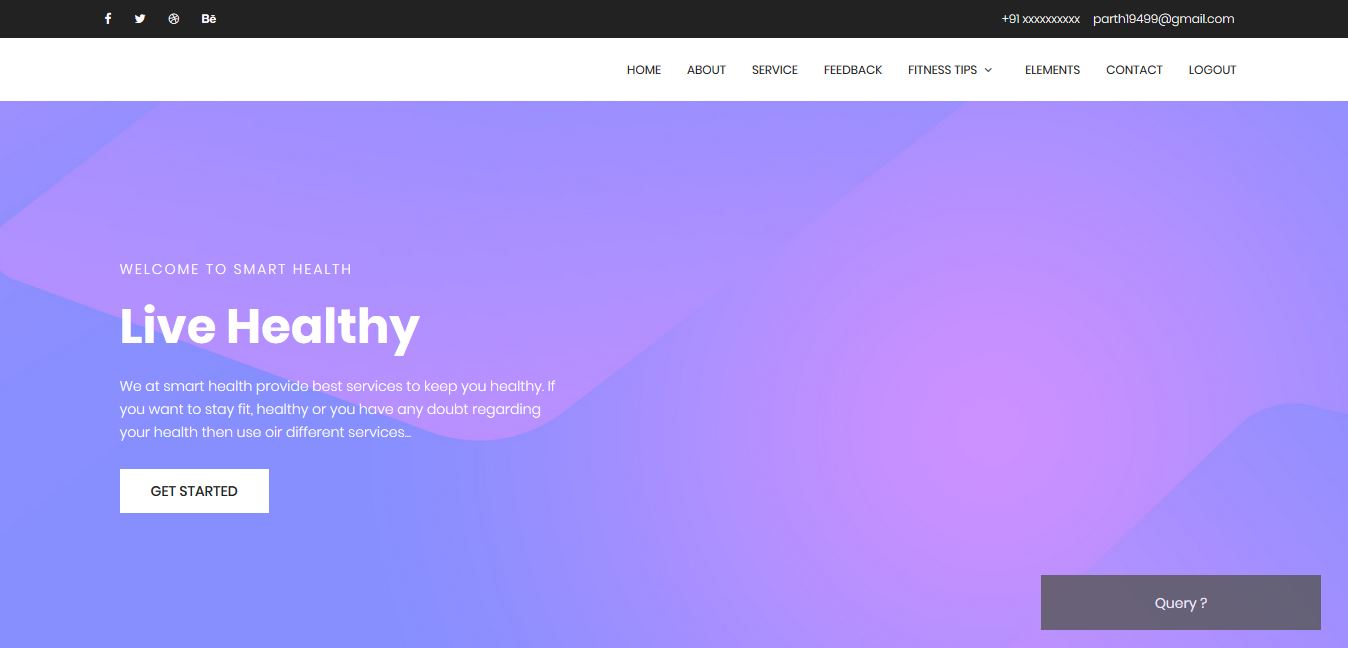 Bē +91 xxxxxxxxxx parth19499@gmail.com
HOME ABOUT SERVICE FEEDBACK FITNESS TIPS ELEMENTS CONTACT LOGOUT
WELCOME TO SMART HEALTH
Live Healthy
We at smart health provide best services to keep you healthy. If
you want to stay fit, healthy or you have any doubt regarding
your health then use oir different services...
GET STARTED
Query ?